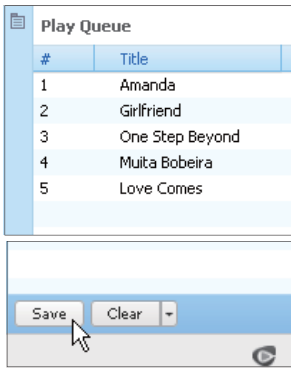 Play Queue
# Title
1 Amanda
2 Girlfriend
3 One Step Beyond
4 Muita Bobeira
5 Love Comes
Save Clear